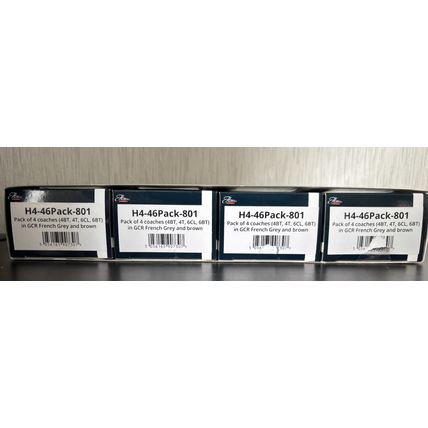 H4-46Pack-801
Pack of 4 coaches (4BT, 4T, 6CL, 6BT)
in GCR French Grey and brown
H4-46Pack-801
Pack of 4 coaches (4BT, 4T, 6CL, 6BT)
in GCR French Grey and brown
H4-46Pack-801
Pack of 4 coaches (4BT, 4T, 6CL, 6BT)
in GCR French Grey and brown
H4-46Pack-801
Pack of 4 coaches (4BT, 4T, 6CL, 6BT)
in GCR French Grey and brown